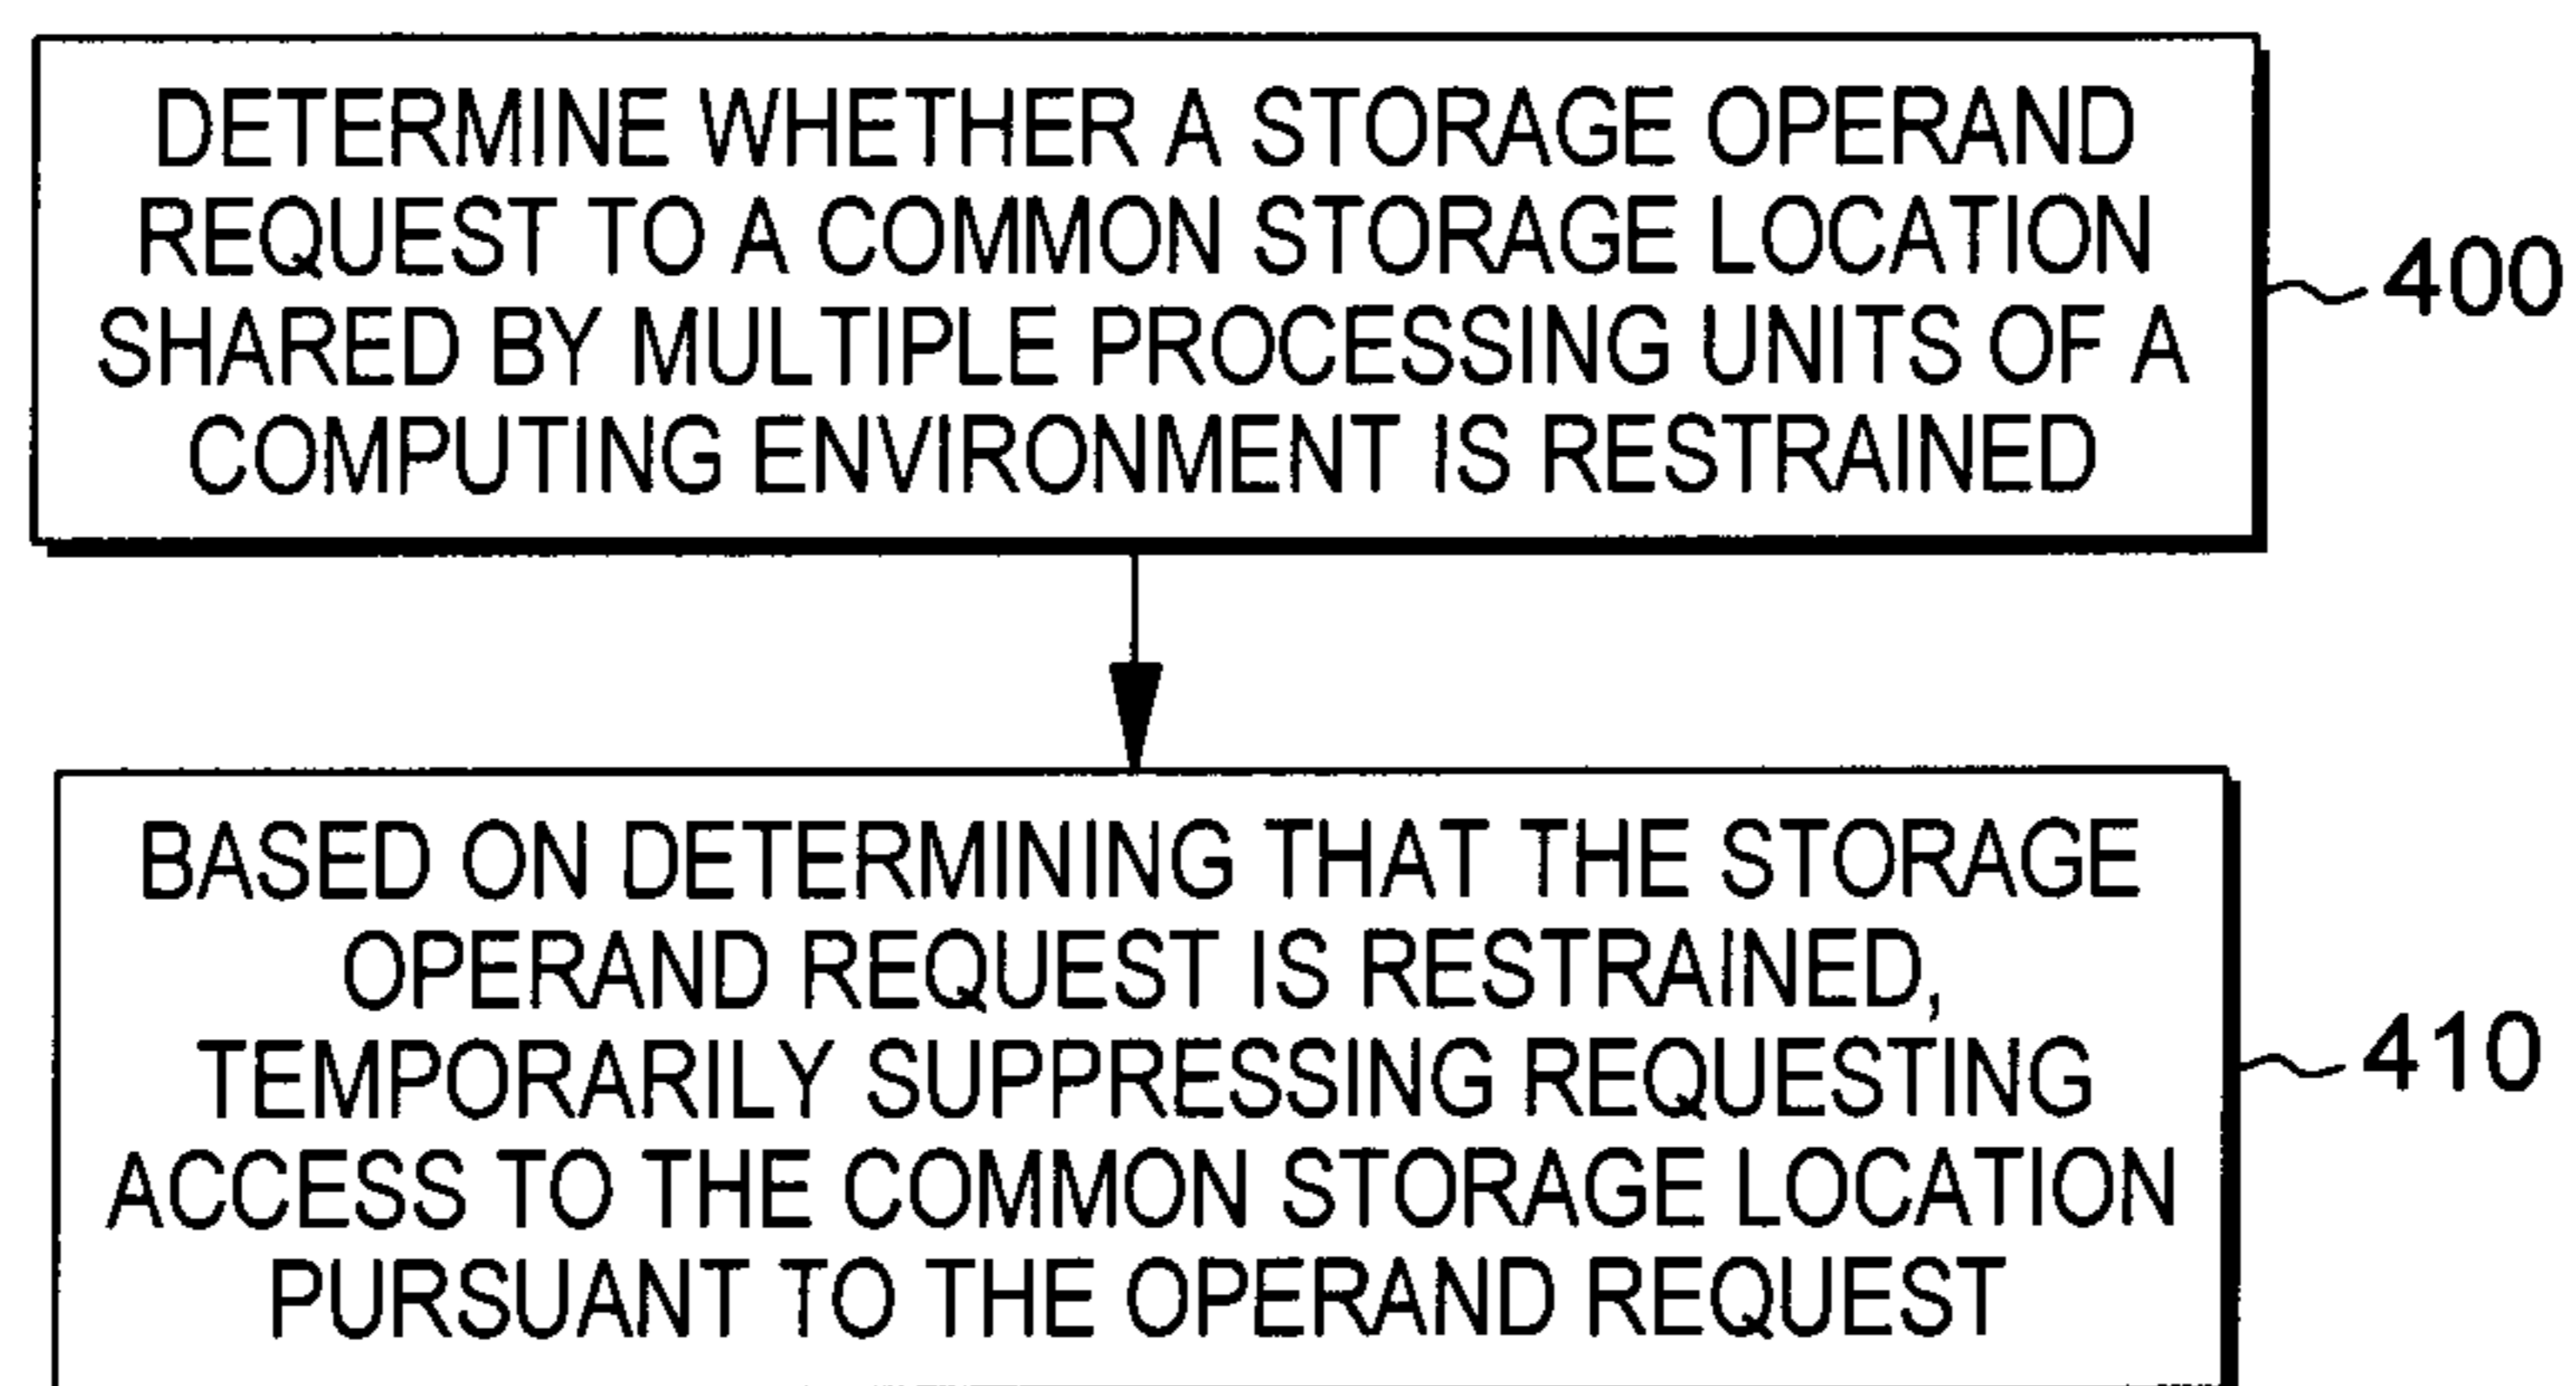 DETERMINE WHETHER A STORAGE OPERAND
REQUEST TO A COMMON STORAGE LOCATION
SHARED BY MULTIPLE PROCESSING UNITS OF A
COMPUTING ENVIRONMENT IS RESTRAINED
400
BASED ON DETERMINING THAT THE STORAGE
OPERAND REQUEST IS RESTRAINED,
TEMPORARILY SUPPRESSING REQUESTING
ACCESS TO THE COMMON STORAGE LOCATION
PURSUANT TO THE OPERAND REQUEST
410